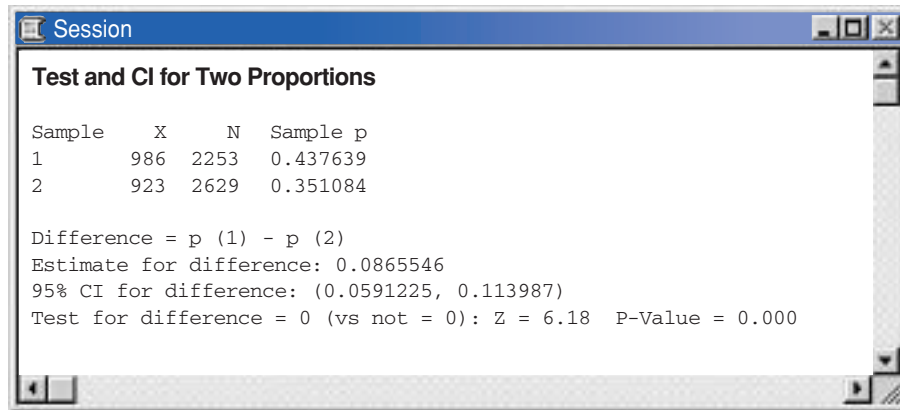 Session
Test and CI for Two Proportions
Sample X N Sample p
1 986 2253 0.437639
2 923 2629 0.351084
Difference = p (1) - p (2)
Estimate for difference: 0.0865546
95% CI for difference: (0.0591225, 0.113987)
Test for difference = 0 (vs not = 0): Z = 6.18 P-Value = 0.000